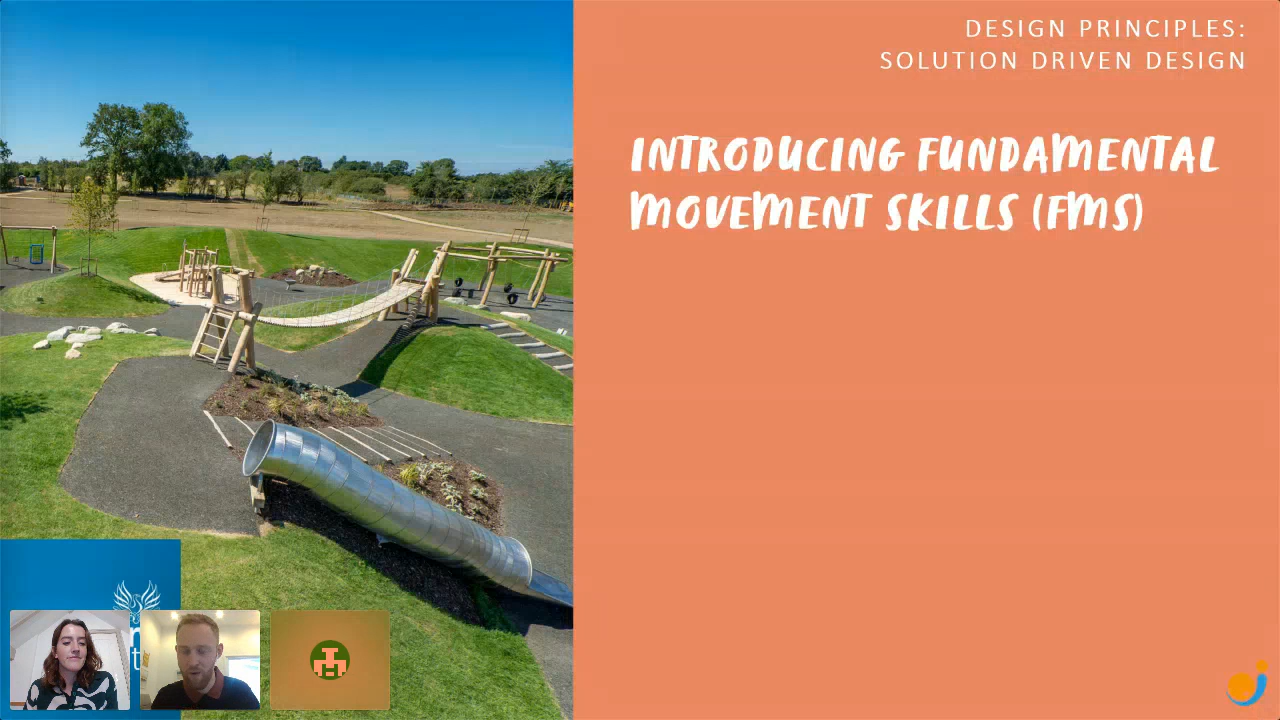 DESIGN PRINCIPLES:
SOLUTION DRIVEN DESIGN
INTRODUCING FUNDAMENTAL
MOVEMENT SKILLS (FMS)